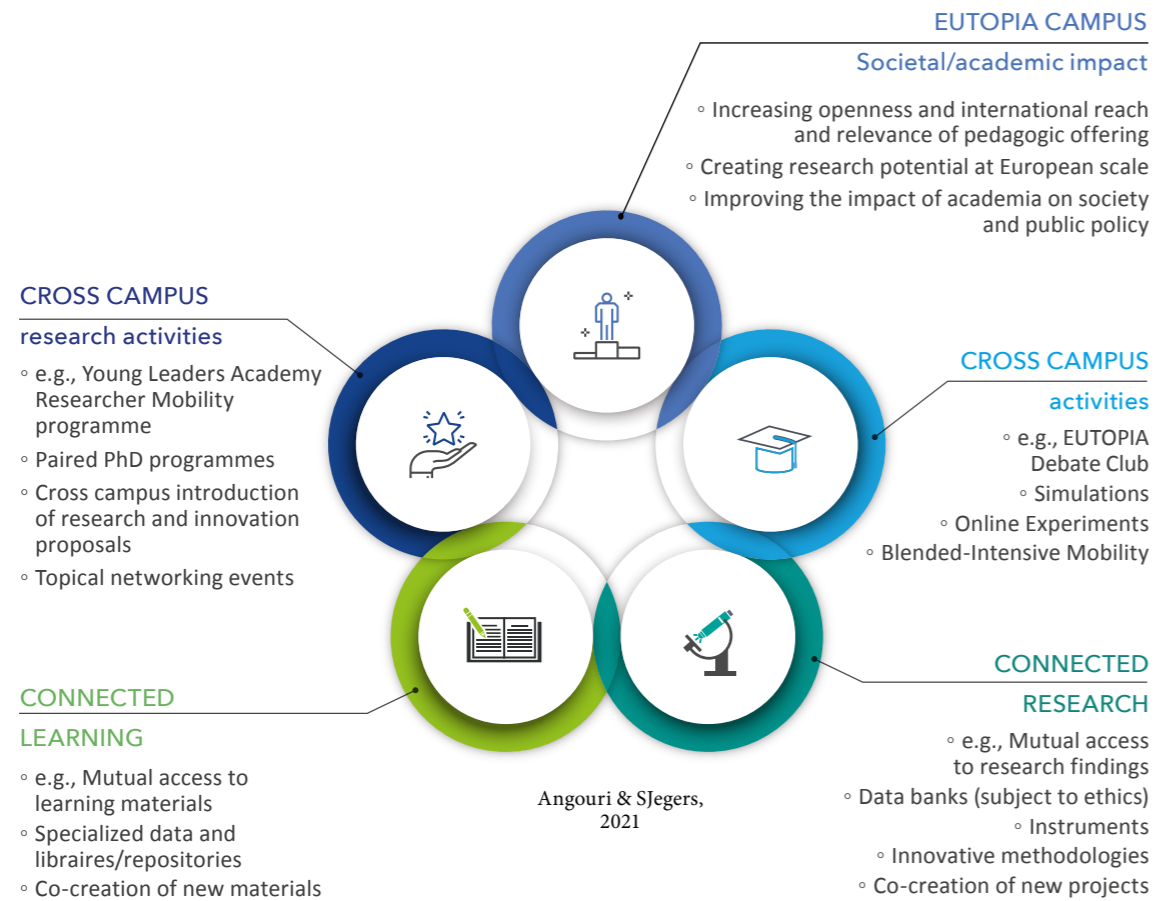 EUTOPIA CAMPUS
Societal/academic impact
◦ Increasing openness and international reach
and relevance of pedagogic offering
◦ Creating research potential at European scale
◦ Improving the impact of academia on society
and public policy
CROSS CAMPUS
research activities
◦ e.g., Young Leaders Academy
Researcher Mobility
programme
◦ Paired PhD programmes
◦ Cross campus introduction
of research and innovation
proposals
◦ Topical networking events
CROSS CAMPUS
activities
◦ e.g., EUTOPIA
Debate Club
◦ Simulations
◦ Online Experiments
◦ Blended-Intensive Mobility
CONNECTED
LEARNING
◦ e.g., Mutual access to
learning materials
◦ Specialized data and
libraires/repositories
◦ Co-creation of new materials
CONNECTED
RESEARCH
◦ e.g., Mutual access
to research findings
◦ Data banks (subject to ethics)
◦ Instruments
◦ Innovative methodologies
◦ Co-creation of new projects
Angouri & SJegers,
2021